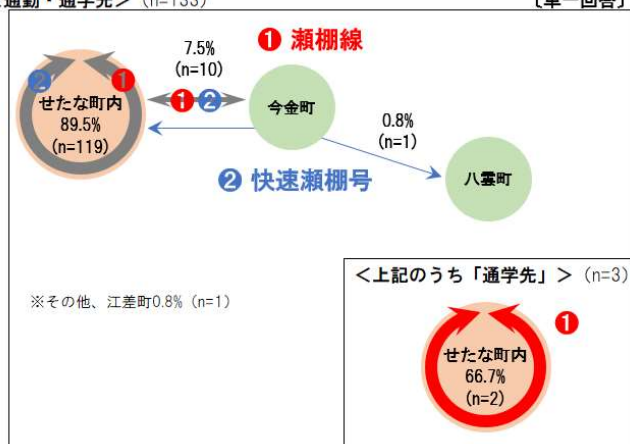 通勤・通学先＞（n=133）
〔単一回答〕
7.5%
(n=10)
❶ 瀬棚線
❷
❶
せたな町内
89.5%
(n=119)
❶ ❷
今金町
0.8%
(n=1)
八雲町
❷ 快速瀬棚号
※その他、江差町0.8%（n=1）
＜上記のうち「通学先」＞（n=3）
❶
せたな町内
66.7%
(n=2)